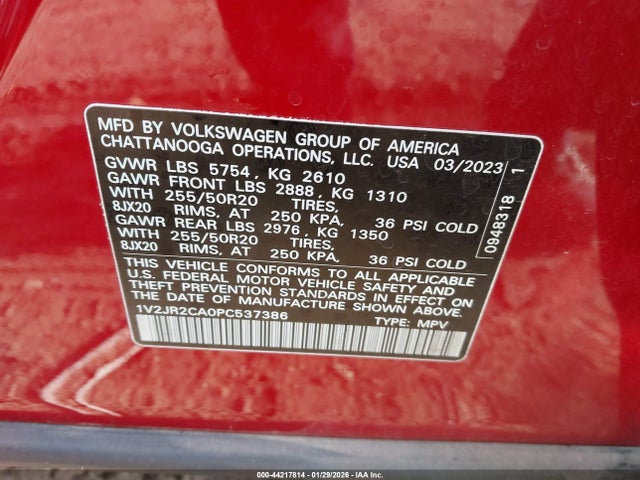 MFD BY VOLKSWAGEN GROUP OF AMERICA
CHATTANOOGA OPERATIONS, LLC. USA 03/2023
GVWR LBS 5754, KG 2610
GAWR FRONT LBS 2888, KG 1310
WITH 255/50R20 TIRES,
8JX20 RIMS, AT 250 KPA, 36 PSI COLD
GAWR REAR LBS 2976, KG 1350
WITH 255/50R20 TIRES,
8JX20 RIMS, AT 250 KPA, 36 PSI COLD
THIS VEHICLE CONFORMS TO ALL APPLICABLE
U.S. FEDERAL MOTOR VEHICLE SAFETY AND
THEFT PREVENTION STANDARDS IN EFFECT ON
THE DATE OF MANUFACTURE SHOWN ABOVE.
1V2JR2CA0PC537386 TYPE: MPV
0948318 1
000-44217814 | 01/29/2026 | IAA Inc.